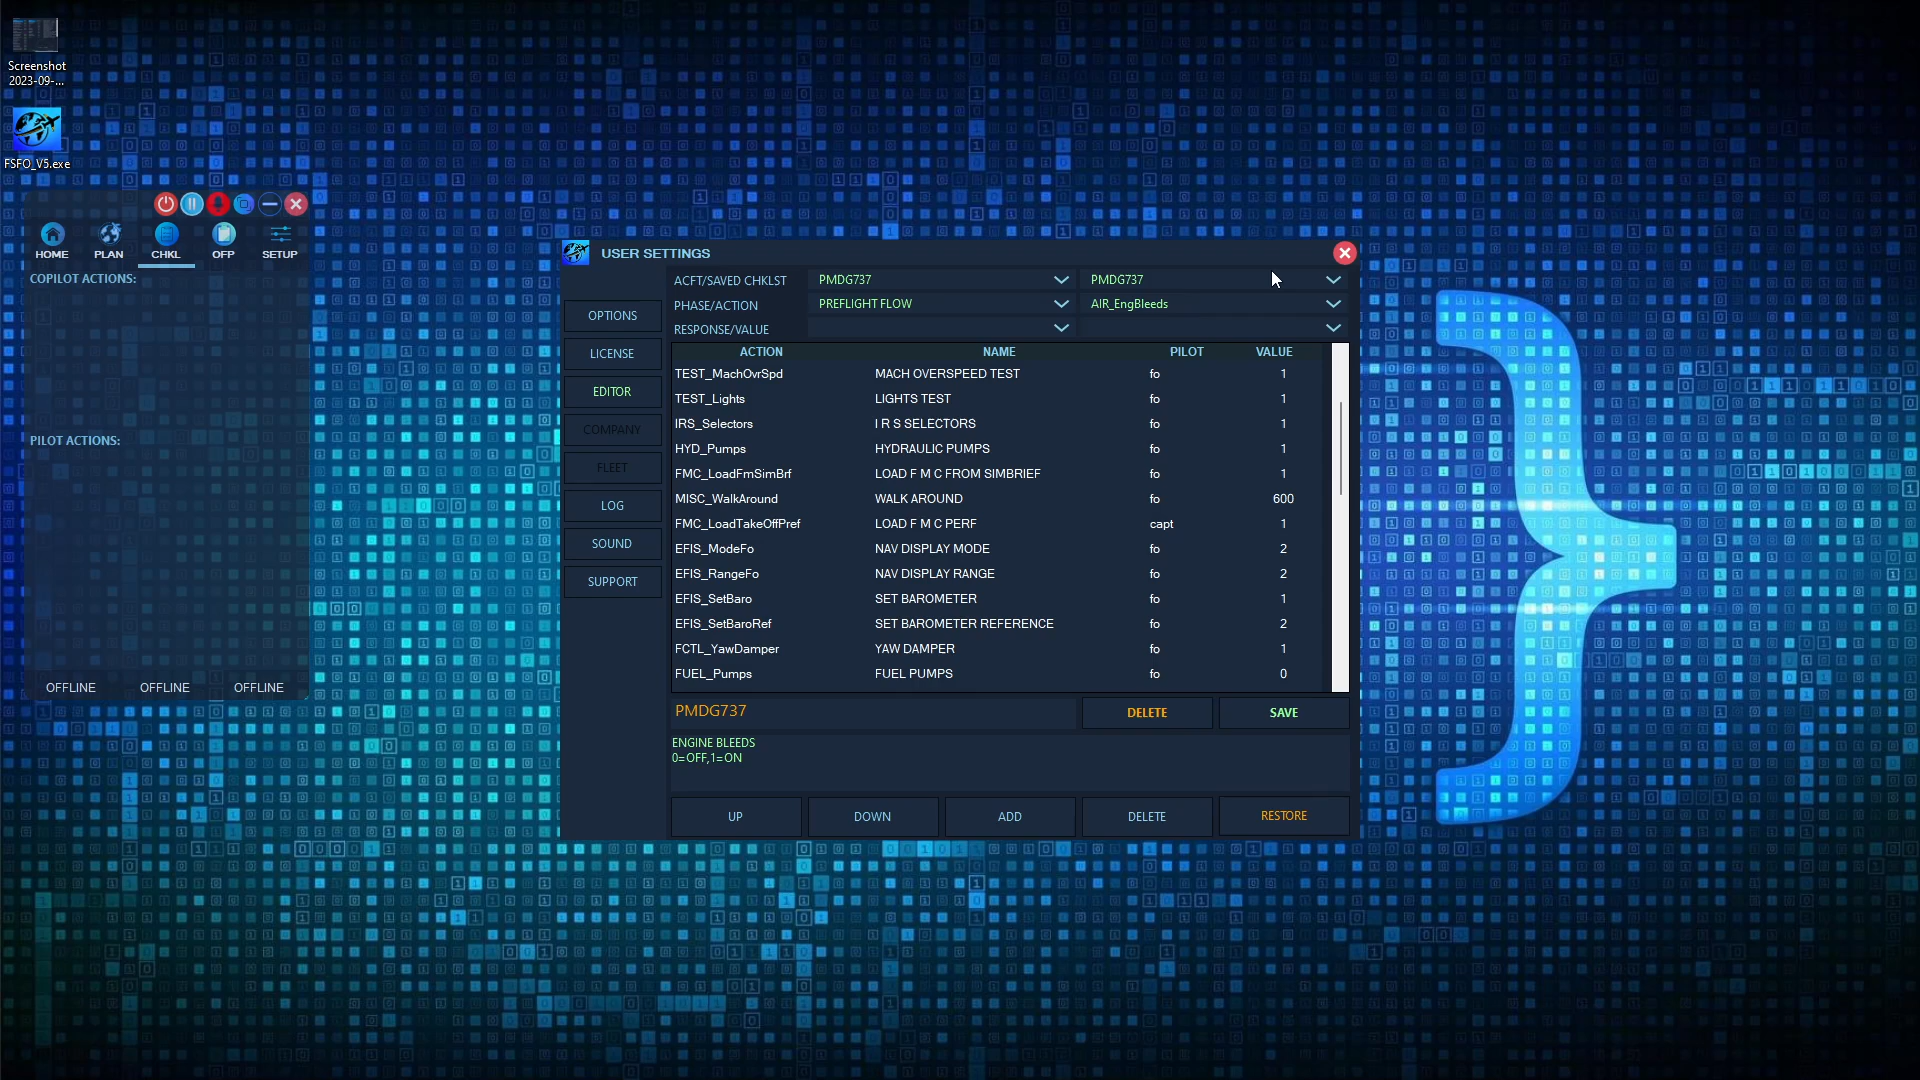 Screenshot
2023-09-...
FSFO_V5.exe
HOME PLAN CHKL OFP SETUP
COPILOT ACTIONS:
PILOT ACTIONS:
OFFLINE OFFLINE OFFLINE
USER SETTINGS
OPTIONS
LICENSE
EDITOR
COMPANY
FLEET
LOG
SOUND
SUPPORT
ACFT/SAVED CHKLST PMDG737 PMDG737
PHASE/ACTION PREFLIGHT FLOW AIR_EngBleeds
RESPONSE/VALUE
ACTION NAME PILOT VALUE
TEST_MachOvrSpd MACH OVERSPEED TEST fo 1
TEST_Lights LIGHTS TEST fo 1
IRS_Selectors I R S SELECTORS fo 1
HYD_Pumps HYDRAULIC PUMPS fo 1
FMC_LoadFmSimBrf LOAD F M C FROM SIMBRIEF fo 1
MISC_WalkAround WALK AROUND fo 600
FMC_LoadTakeOffPref LOAD F M C PERF capt 1
EFIS_ModeFo NAV DISPLAY MODE fo 2
EFIS_RangeFo NAV DISPLAY RANGE fo 2
EFIS_SetBaro SET BAROMETER fo 1
EFIS_SetBaroRef SET BAROMETER REFERENCE fo 2
FCTL_YawDamper YAW DAMPER fo 1
FUEL_Pumps FUEL PUMPS fo 0
PMDG737 DELETE SAVE
ENGINE BLEEDS
0=OFF,1=ON
UP DOWN ADD DELETE RESTORE